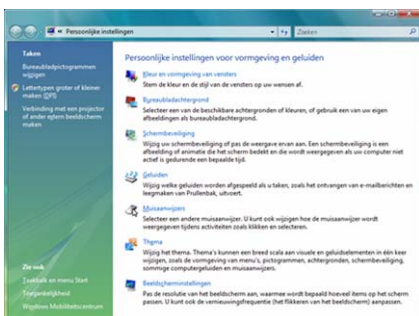 Persoonlijke instellingen
Zoeken
Taken
Bureaubladpictogrammen
wijzigen
Lettertypen groter of kleiner
maken (DPI)
Verbinding met een projector
of ander extern beeldscherm
maken
Zie ook
Taakbalk en menu Start
Toegankelijkheid
Windows Mobiliteitscentrum
Persoonlijke instellingen voor vormgeving en geluiden
Kleur en vormgeving van vensters
Stem de kleur en de stijl van de vensters op uw wensen af.
Bureaubladachtergrond
Selecteer een van de beschikbare achtergronden of kleuren, of gebruik een van uw eigen
afbeeldingen als bureaubladachtergrond.
Schermbeveiliging
Wijzig uw schermbeveiliging of pas de weergave ervan aan. Een schermbeveiliging is een
afbeelding of animatie die het scherm bedekt en die wordt weergegeven als uw computer niet
actief is gedurende een bepaalde tijd.
Geluiden
Wijzig welke geluiden worden afgespeeld als u taken, zoals het ontvangen van e-mailberichten en
leegmaken van Prullenbak, uitvoert.
Muisaanwijzers
Selecteer een andere muisaanwijzer. U kunt ook wijzigen hoe de muisaanwijzer wordt
weergegeven tijdens activiteiten zoals klikken en selecteren.
Thema
Wijzig het thema. Thema's kunnen een breed scala aan visuele en geluidselementen in één keer
wijzigen, zoals de vormgeving van menu's, pictogrammen, achtergronden, schermbeveiliging,
sommige computergeluiden en muisaanwijzers.
Beeldscherminstellingen
Pas de resolutie van het beeldscherm aan, waarmee wordt bepaald hoeveel items op het scherm
passen. U kunt ook de vernieuwingsfrequentie (het flikkeren van het beeldscherm) aanpassen.